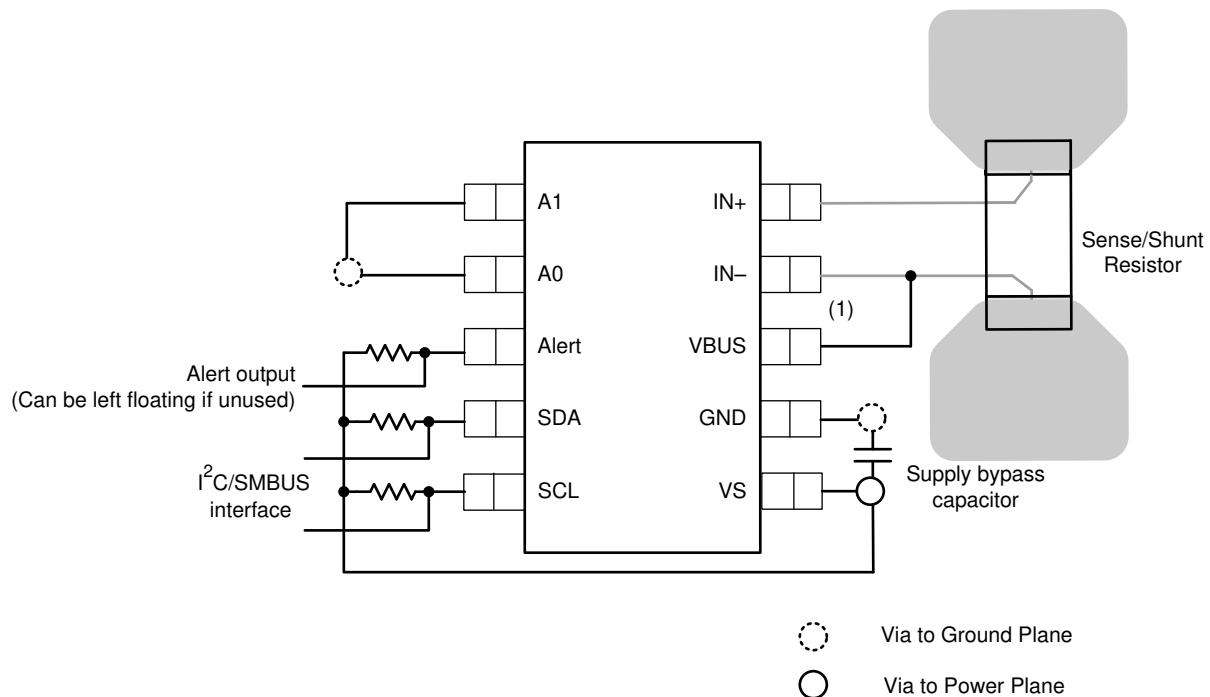 A1
A0
Alert
SDA
SCL
IN+
IN–
(1)
VBUS
GND
VS
Sense/Shunt
Resistor
Alert output
(Can be left floating if unused)
I²C/SMBUS
interface
Supply bypass
capacitor
Via to Ground Plane
Via to Power Plane